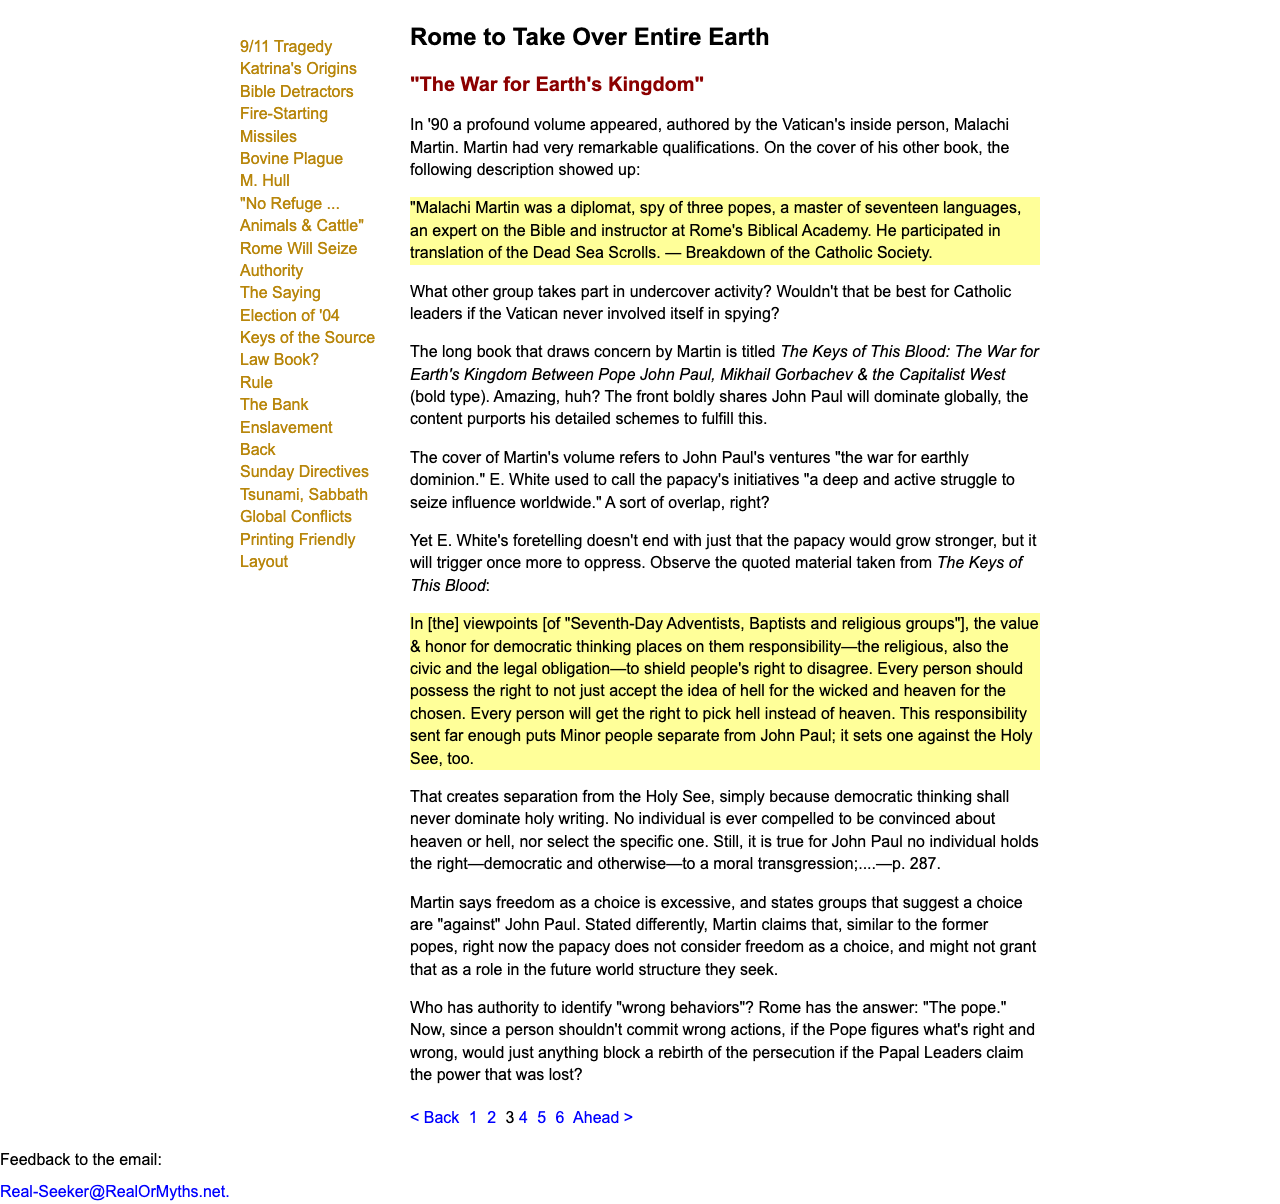 9/11 Tragedy
Katrina's Origins
Bible Detractors
Fire-Starting
Missiles
Bovine Plague
M. Hull
"No Refuge ...
Animals & Cattle"
Rome Will Seize
Authority
The Saying
Election of '04
Keys of the Source
Law Book?
Rule
The Bank
Enslavement
Back
Sunday Directives
Tsunami, Sabbath
Global Conflicts
Printing Friendly
Layout
Rome to Take Over Entire Earth
"The War for Earth's Kingdom"
In '90 a profound volume appeared, authored by the Vatican's inside person, Malachi
Martin. Martin had very remarkable qualifications. On the cover of his other book, the
following description showed up:
"Malachi Martin was a diplomat, spy of three popes, a master of seventeen languages,
an expert on the Bible and instructor at Rome's Biblical Academy. He participated in
translation of the Dead Sea Scrolls. — Breakdown of the Catholic Society.
What other group takes part in undercover activity? Wouldn't that be best for Catholic
leaders if the Vatican never involved itself in spying?
The long book that draws concern by Martin is titled The Keys of This Blood: The War for
Earth's Kingdom Between Pope John Paul, Mikhail Gorbachev & the Capitalist West
(bold type). Amazing, huh? The front boldly shares John Paul will dominate globally, the
content purports his detailed schemes to fulfill this.
The cover of Martin's volume refers to John Paul's ventures "the war for earthly
dominion." E. White used to call the papacy's initiatives "a deep and active struggle to
seize influence worldwide." A sort of overlap, right?
Yet E. White's foretelling doesn't end with just that the papacy would grow stronger, but it
will trigger once more to oppress. Observe the quoted material taken from The Keys of
This Blood:
In [the] viewpoints [of "Seventh-Day Adventists, Baptists and religious groups"], the value
& honor for democratic thinking places on them responsibility—the religious, also the
civic and the legal obligation—to shield people's right to disagree. Every person should
possess the right to not just accept the idea of hell for the wicked and heaven for the
chosen. Every person will get the right to pick hell instead of heaven. This responsibility
sent far enough puts Minor people separate from John Paul; it sets one against the Holy
See, too.
That creates separation from the Holy See, simply because democratic thinking shall
never dominate holy writing. No individual is ever compelled to be convinced about
heaven or hell, nor select the specific one. Still, it is true for John Paul no individual holds
the right—democratic and otherwise—to a moral transgression;....—p. 287.
Martin says freedom as a choice is excessive, and states groups that suggest a choice
are "against" John Paul. Stated differently, Martin claims that, similar to the former
popes, right now the papacy does not consider freedom as a choice, and might not grant
that as a role in the future world structure they seek.
Who has authority to identify "wrong behaviors"? Rome has the answer: "The pope."
Now, since a person shouldn't commit wrong actions, if the Pope figures what's right and
wrong, would just anything block a rebirth of the persecution if the Papal Leaders claim
the power that was lost?
< Back 1 2 3 4 5 6 Ahead >
Feedback to the email:
Real-Seeker@RealOrMyths.net.